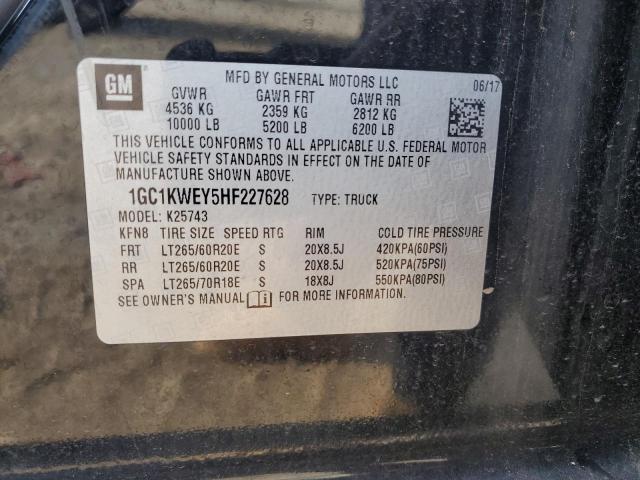 GM
MFD BY GENERAL MOTORS LLC
06/17
GVWR GAWR FRT GAWR RR
4536 KG 2359 KG 2812 KG
10000 LB 5200 LB 6200 LB
THIS VEHICLE CONFORMS TO ALL APPLICABLE U.S. FEDERAL MOTOR
VEHICLE SAFETY STANDARDS IN EFFECT ON THE DATE OF
MANUFACTURE SHOWN ABOVE.
1GC1KWEY5HF227628 TYPE: TRUCK
MODEL: K25743
KFN8 TIRE SIZE SPEED RTG RIM COLD TIRE PRESSURE
FRT LT265/60R20E S 20X8.5J 420KPA(60PSI)
RR LT265/60R20E S 20X8.5J 520KPA(75PSI)
SPA LT265/70R18E S 18X8J 550KPA(80PSI)
SEE OWNER'S MANUAL FOR MORE INFORMATION.